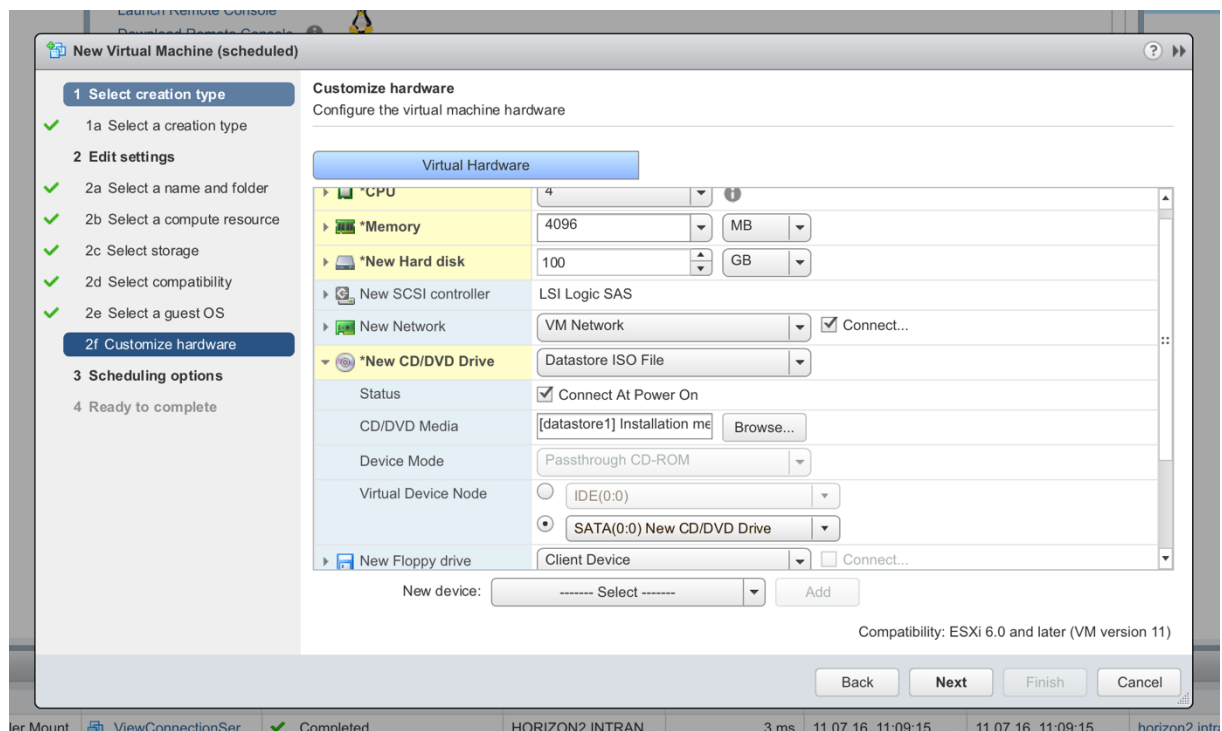 Launch Remote Console
Download Remote Console
New Virtual Machine (scheduled)
1 Select creation type
1a Select a creation type
2 Edit settings
2a Select a name and folder
2b Select a compute resource
2c Select storage
2d Select compatibility
2e Select a guest OS
2f Customize hardware
3 Scheduling options
4 Ready to complete
Customize hardware
Configure the virtual machine hardware
Virtual Hardware
*CPU 4
*Memory 4096 MB
*New Hard disk 100 GB
New SCSI controller LSI Logic SAS
New Network VM Network Connect...
*New CD/DVD Drive Datastore ISO File
Status Connect At Power On
CD/DVD Media [datastore1] Installation me Browse...
Device Mode Passthrough CD-ROM
Virtual Device Node IDE(0:0)
SATA(0:0) New CD/DVD Drive
New Floppy drive Client Device Connect...
New device: ------- Select ------- Add
Compatibility: ESXi 6.0 and later (VM version 11)
Back Next Finish Cancel
Mount ViewConnectionSer Completed HORIZON2.INTRAN 3 ms 11.07.16, 11:09:15 11.07.16, 11:09:15 horizon2.intr